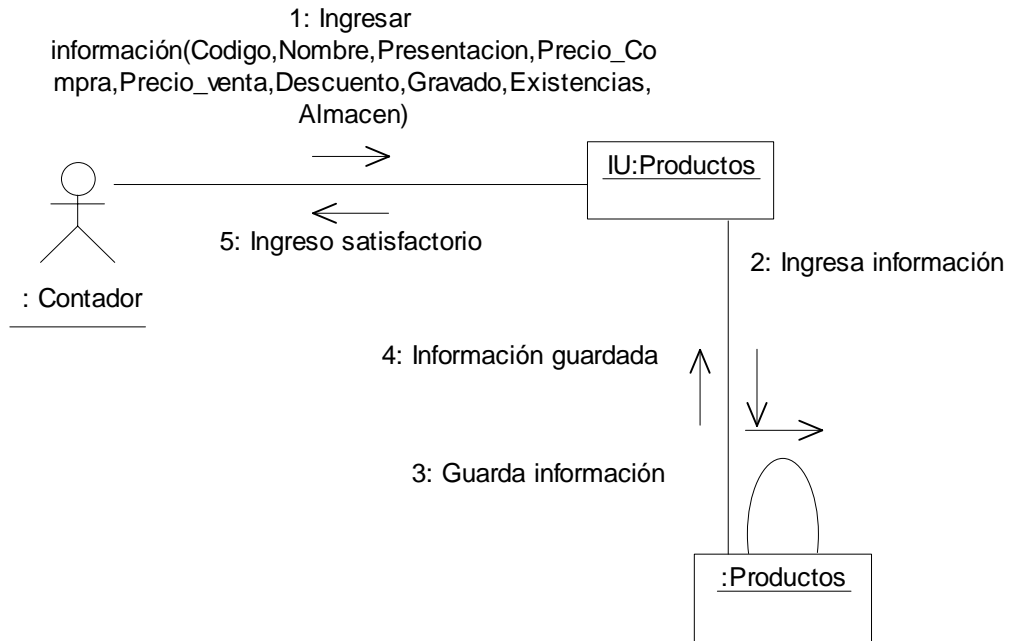 1: Ingresar
información(Codigo,Nombre,Presentacion,Precio_Co
mpra,Precio_venta,Descuento,Gravado,Existencias,
Almacen)
IU:Productos
5: Ingreso satisfactorio
2: Ingresa información
: Contador
4: Información guardada
3: Guarda información
:Productos